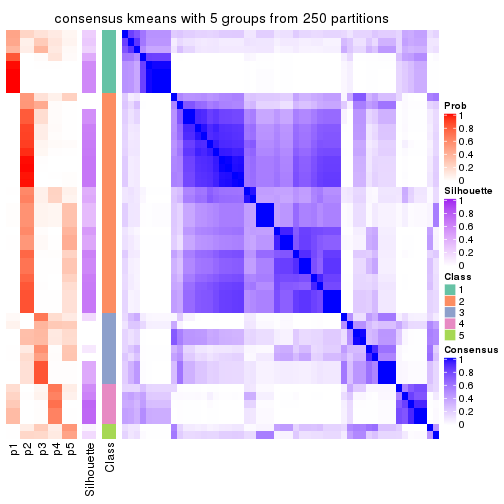 consensus kmeans with 5 groups from 250 partitions
Prob
1
0.8
0.6
0.4
0.2
0
Silhouette
1
0.8
0.6
0.4
0.2
0
Class
1
2
3
4
5
Consensus
1
0.8
0.6
0.4
0.2
0
p1
p2
p3
p4
p5
Silhouette
Class